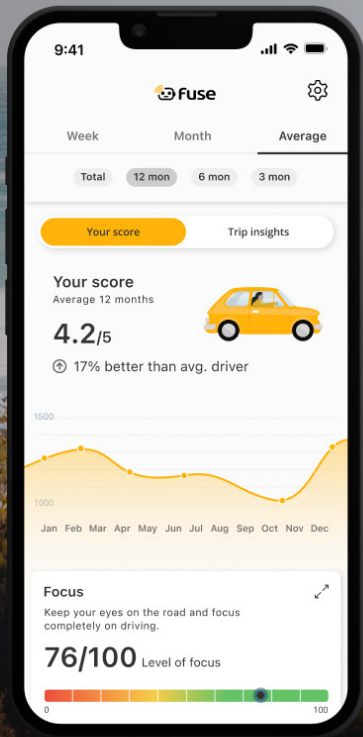 9:41
fuse
Week Month Average
Total 12 mon 6 mon 3 mon
Your score Trip insights
Your score
Average 12 months
4.2/5
17% better than avg. driver
1500
1000
Jan Feb Mar Apr May Jun Jul Aug Sep Oct Nov Dec
Focus
Keep your eyes on the road and focus
completely on driving.
76/100 Level of focus
0 100